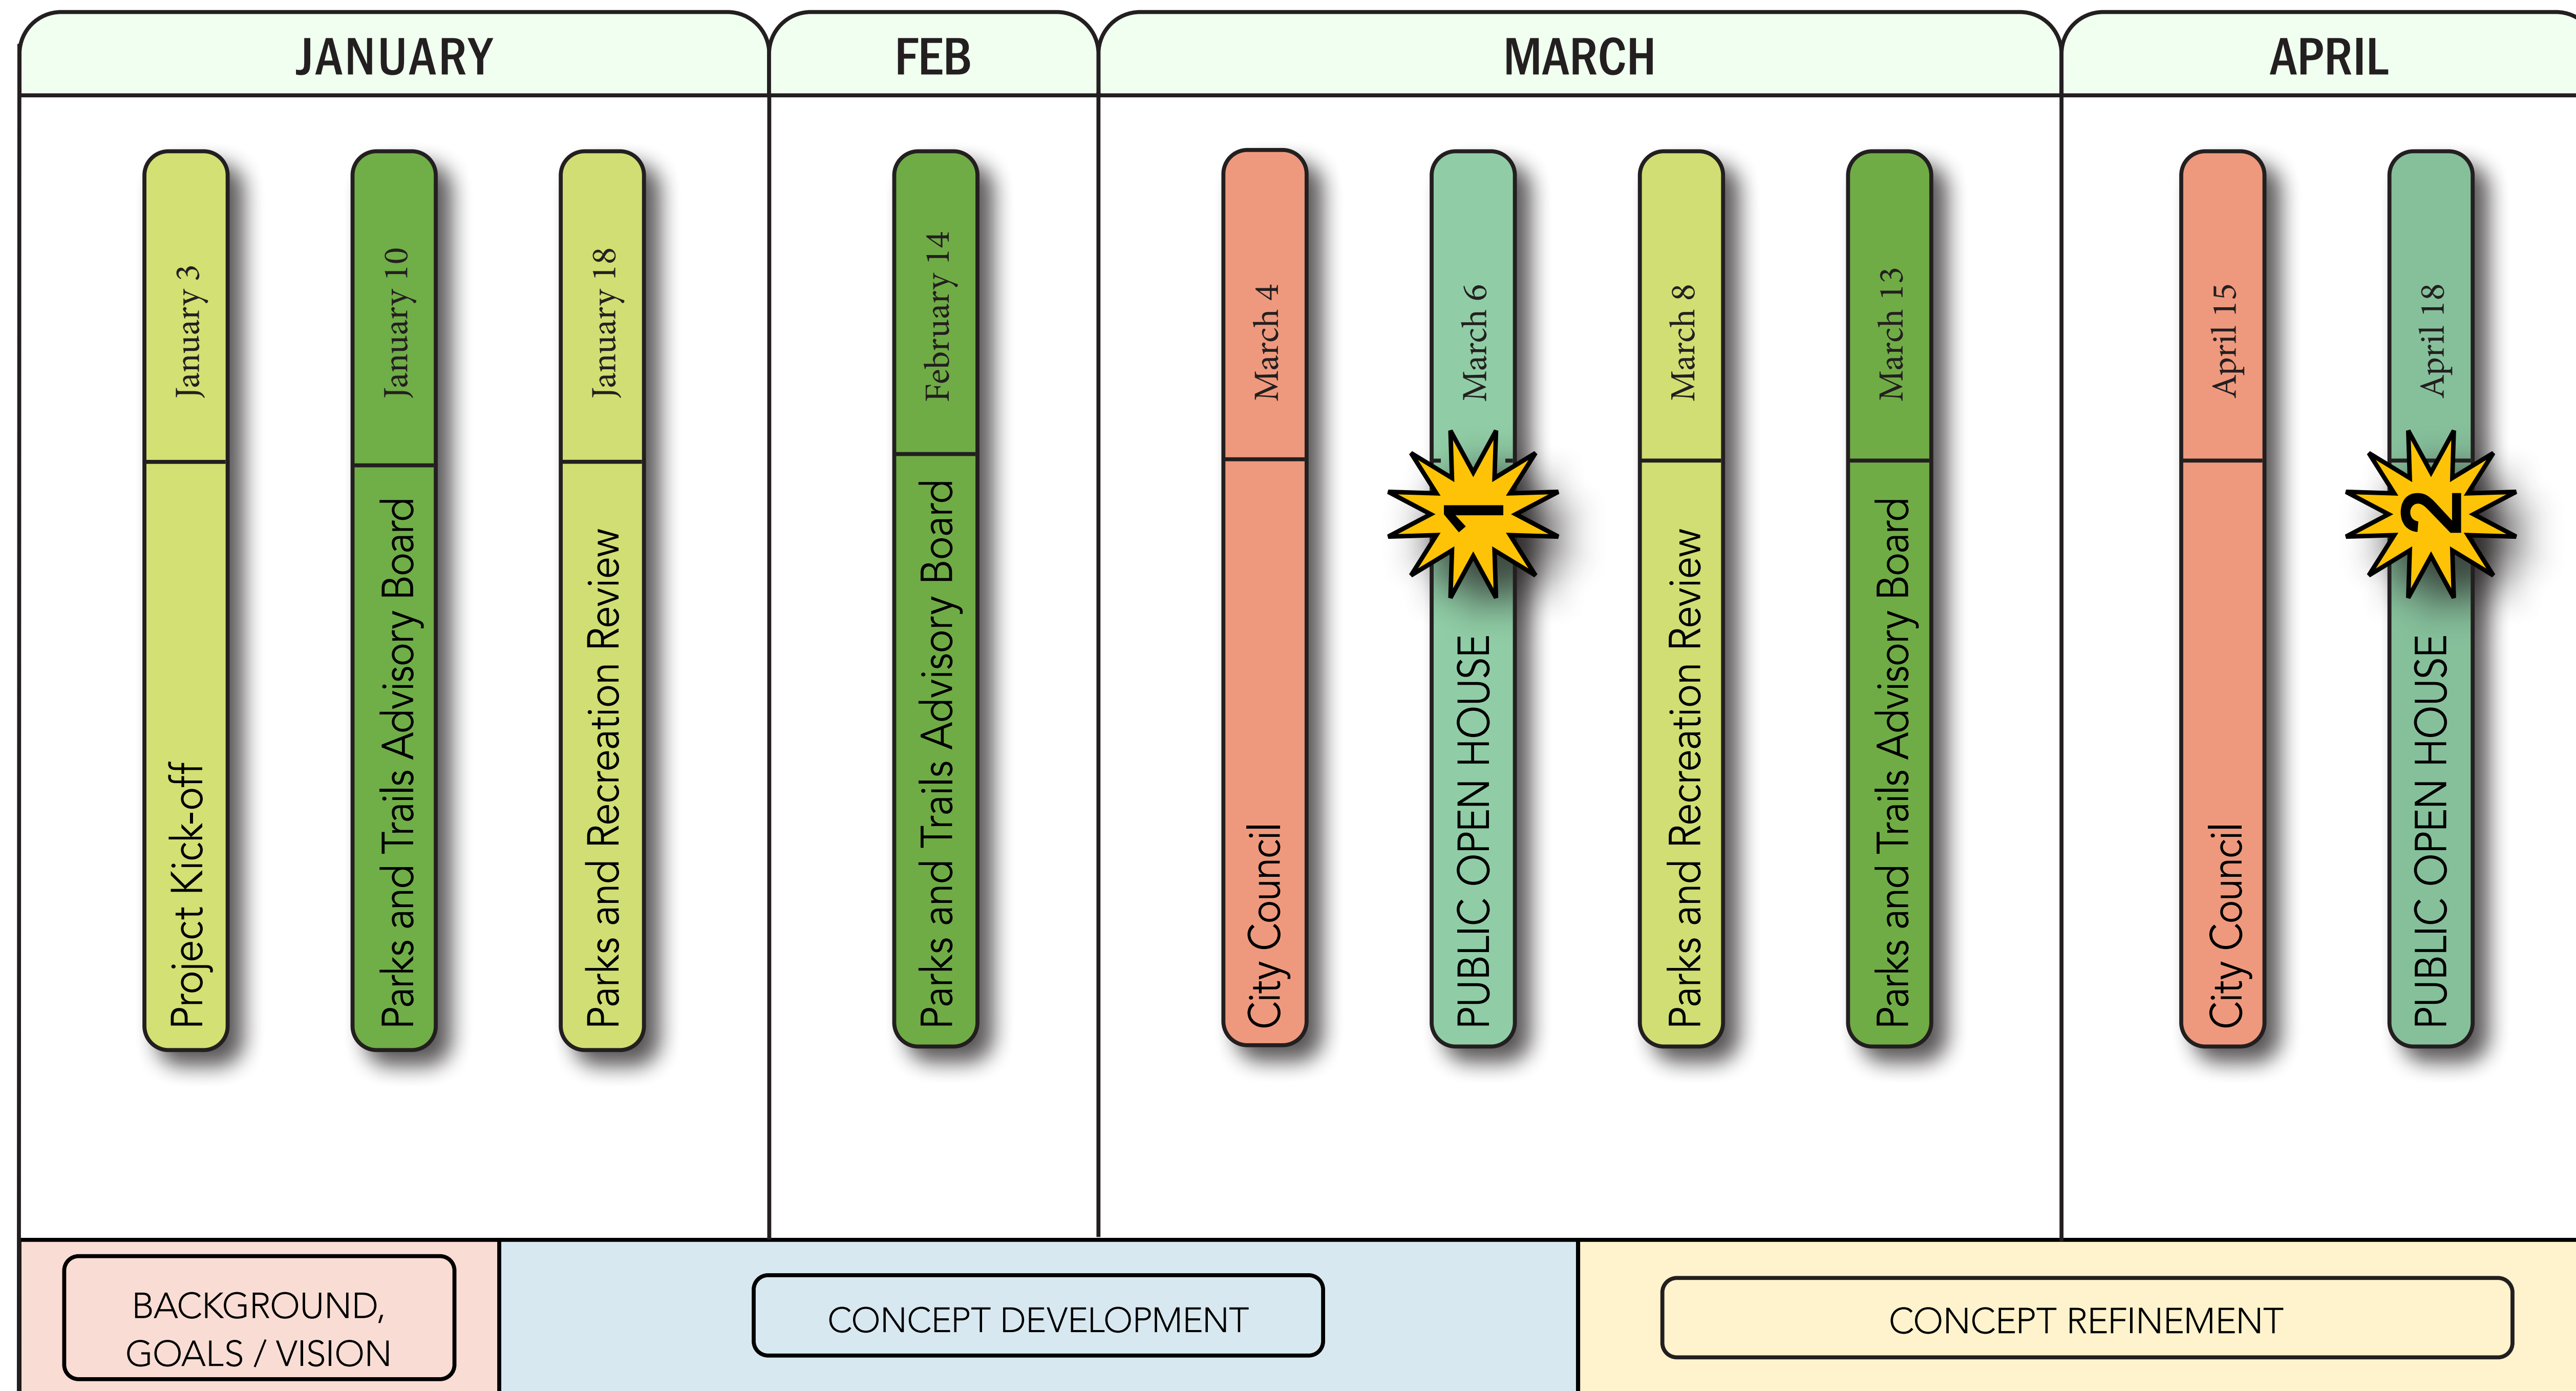 JANUARY
FEB
MARCH
APRIL
January 3
Project Kick-off
January 10
Parks and Trails Advisory Board
January 18
Parks and Recreation Review
February 14
Parks and Trails Advisory Board
March 4
City Council
March 6
1
PUBLIC OPEN HOUSE
March 8
Parks and Recreation Review
March 13
Parks and Trails Advisory Board
April 15
City Council
April 18
2
PUBLIC OPEN HOUSE
BACKGROUND,
GOALS / VISION
CONCEPT DEVELOPMENT
CONCEPT REFINEMENT